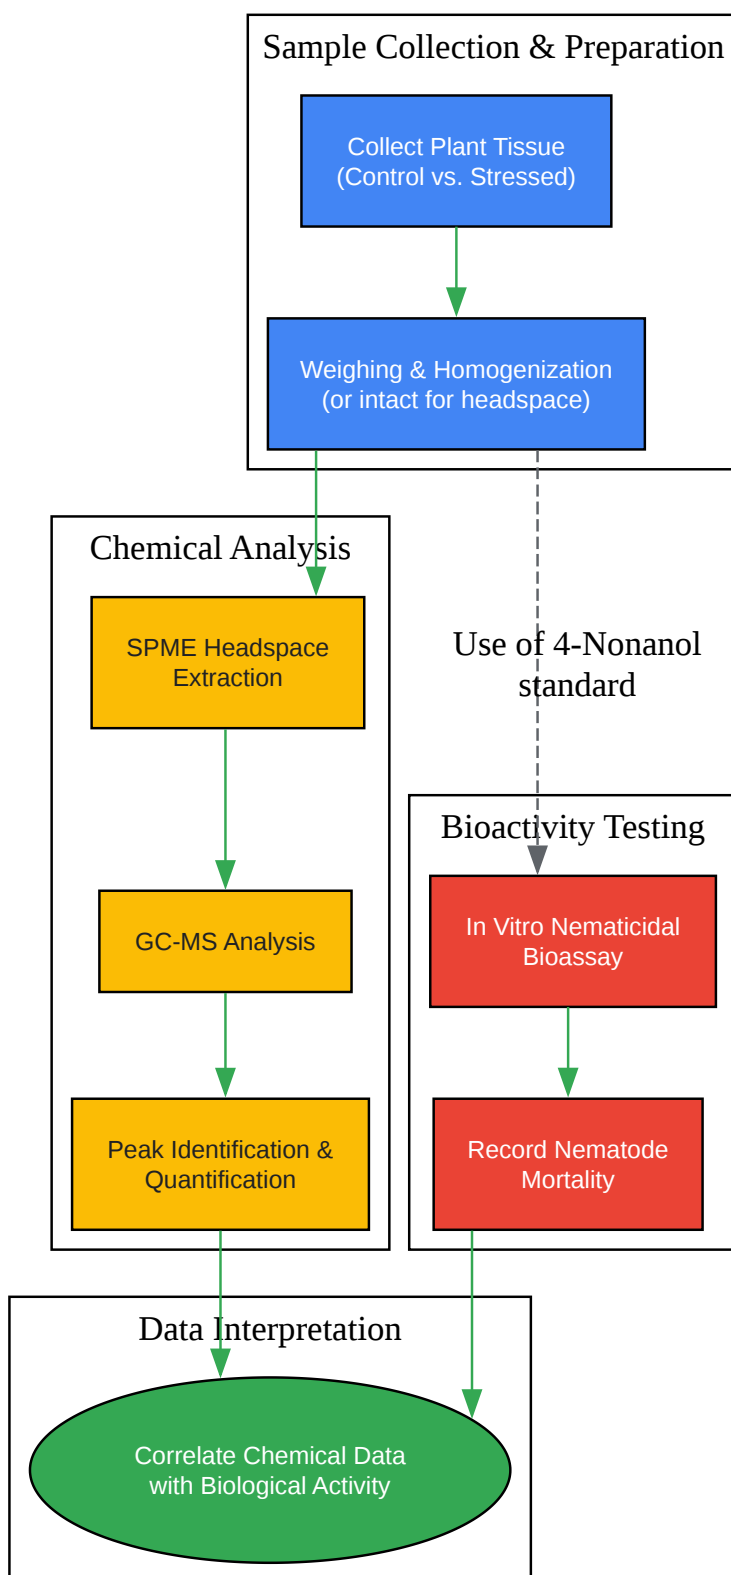 Sample Collection & Preparation
Collect Plant Tissue
(Control vs. Stressed)
Weighing & Homogenization
(or intact for headspace)
Chemical Analysis
SPME Headspace
Extraction
GC-MS Analysis
Peak Identification &
Quantification
Use of 4-Nonanol
standard
Bioactivity Testing
In Vitro Nematicidal
Bioassay
Record Nematode
Mortality
Data Interpretation
Correlate Chemical Data
with Biological Activity